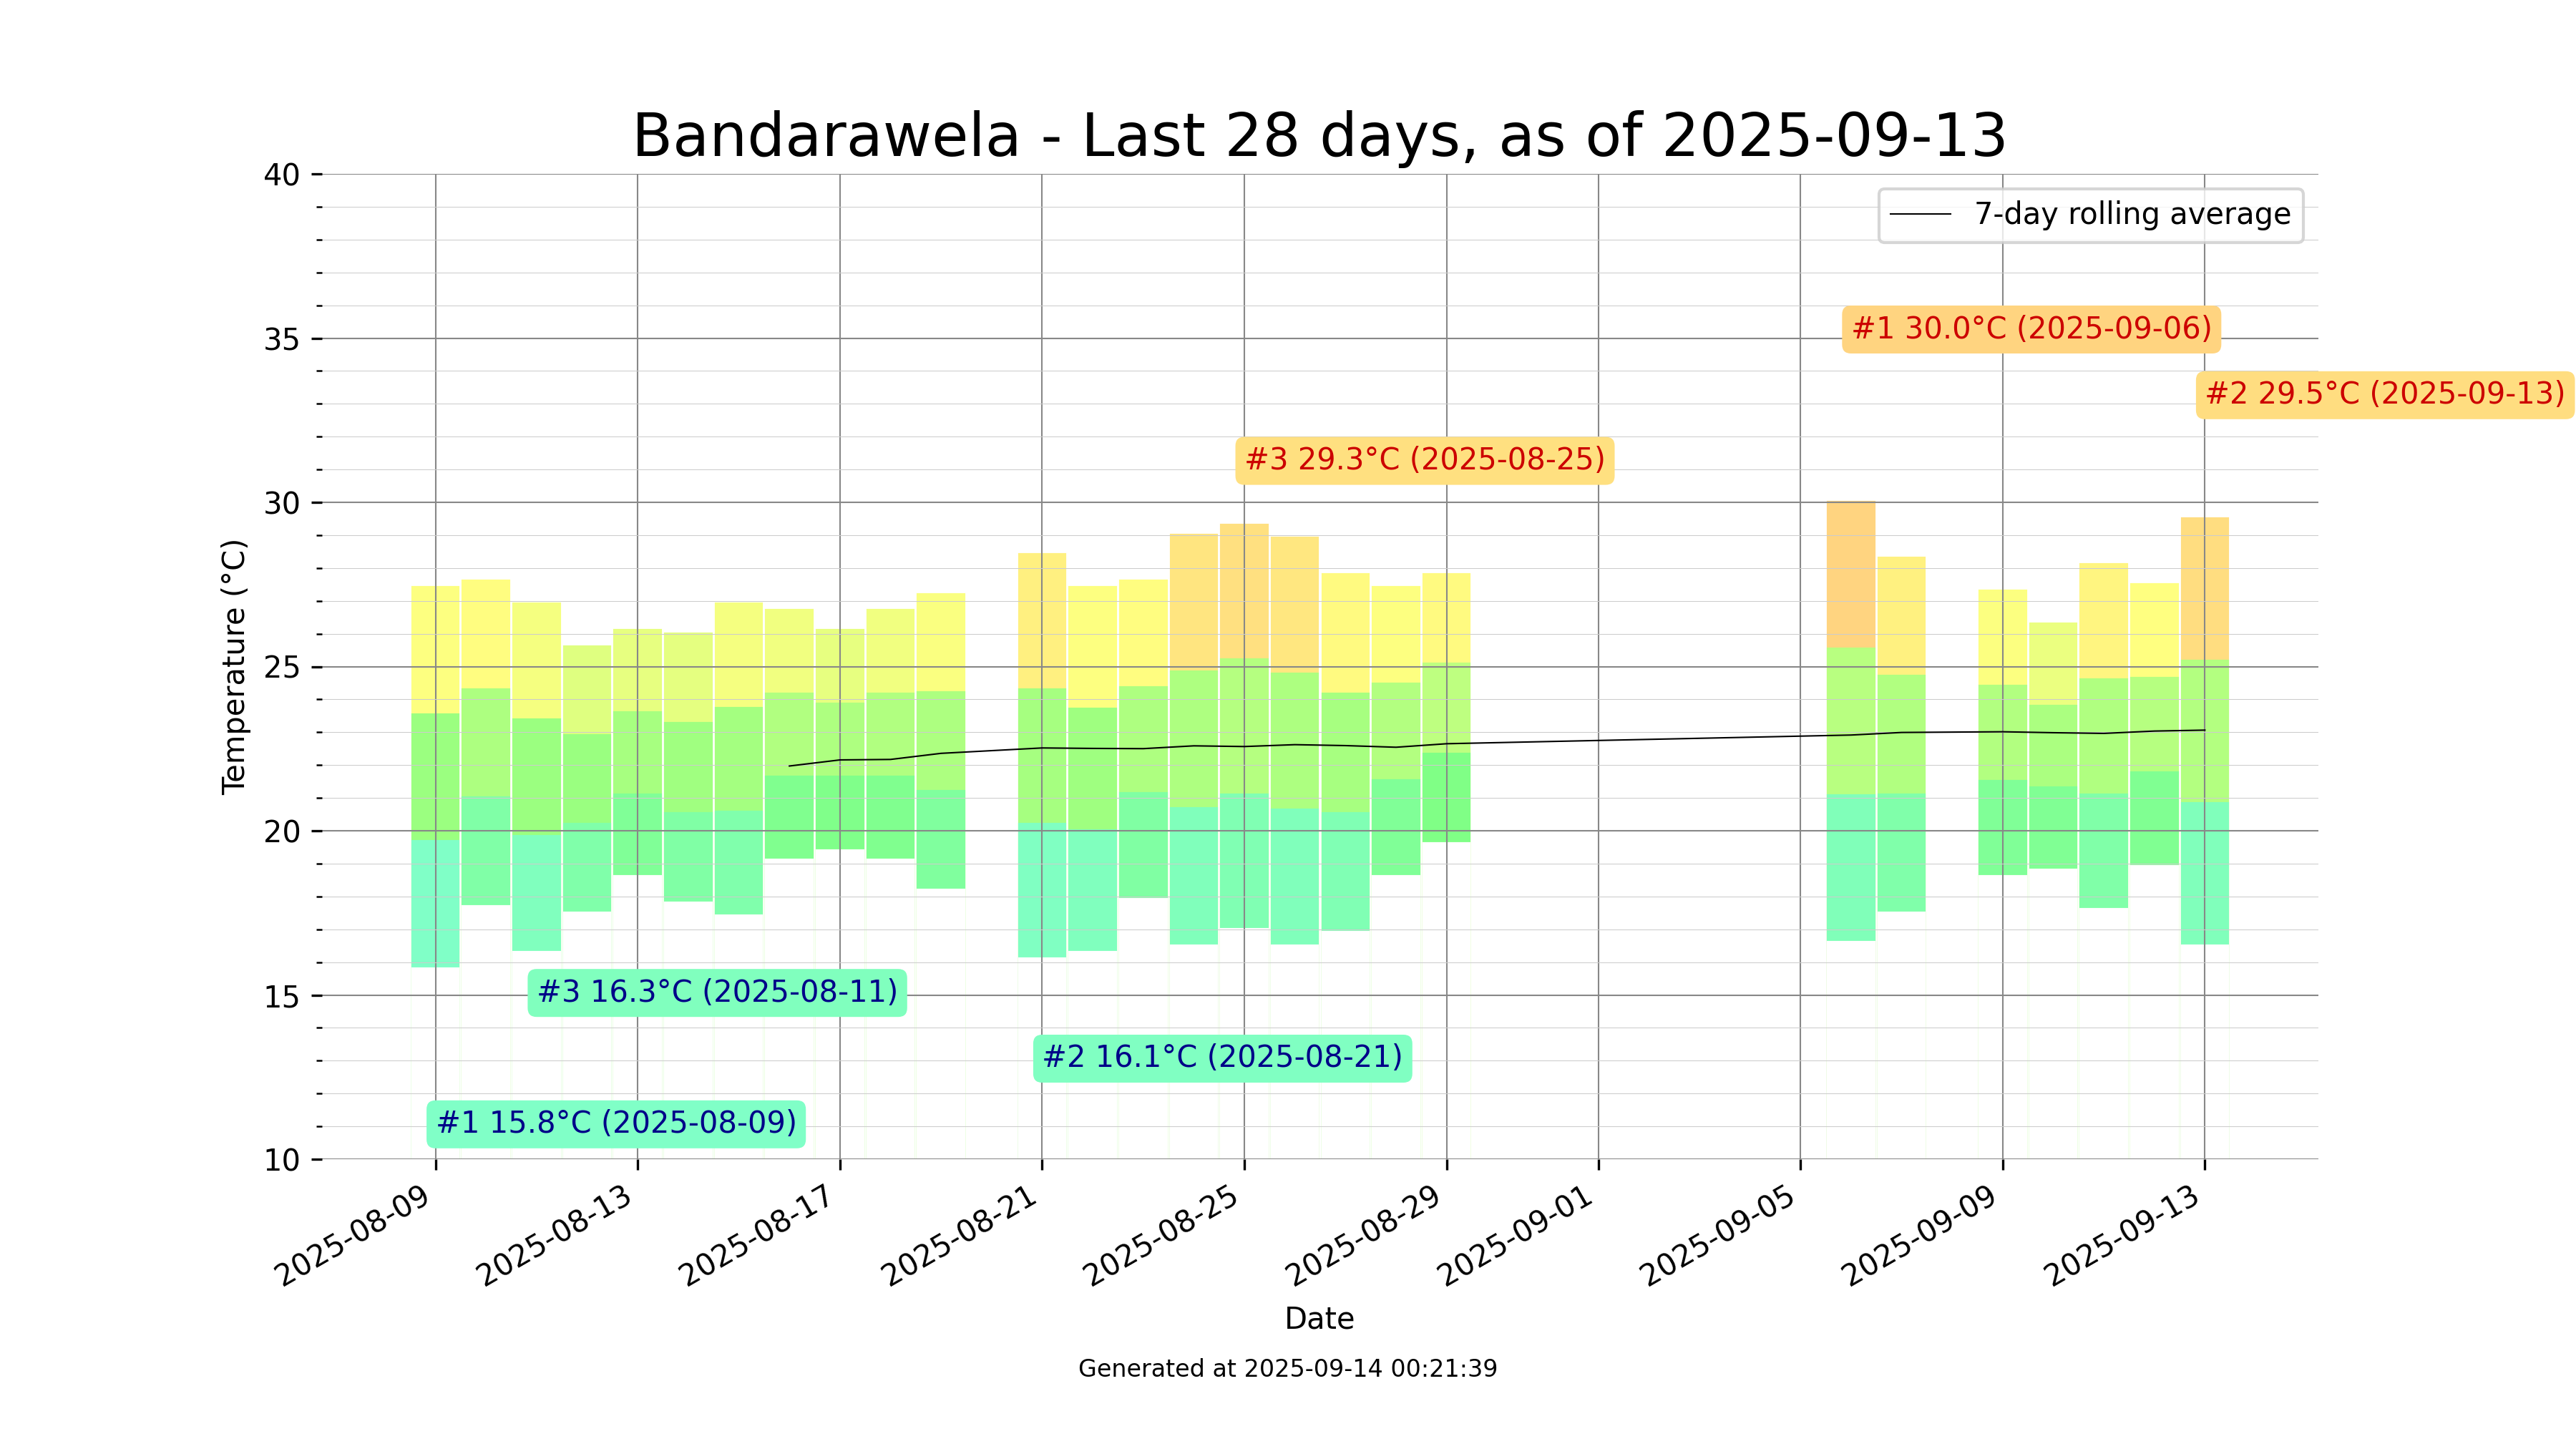 Bandarawela - Last 28 days, as of 2025-09-13
40
35
30
25
20
15
10
Temperature (°C)
7-day rolling average
#1 30.0°C (2025-09-06)
#2 29.5°C (2025-09-13)
#3 29.3°C (2025-08-25)
#3 16.3°C (2025-08-11)
#2 16.1°C (2025-08-21)
#1 15.8°C (2025-08-09)
2025-08-09
2025-08-13
2025-08-17
2025-08-21
2025-08-25
2025-08-29
2025-09-01
2025-09-05
2025-09-09
2025-09-13
Date
Generated at 2025-09-14 00:21:39